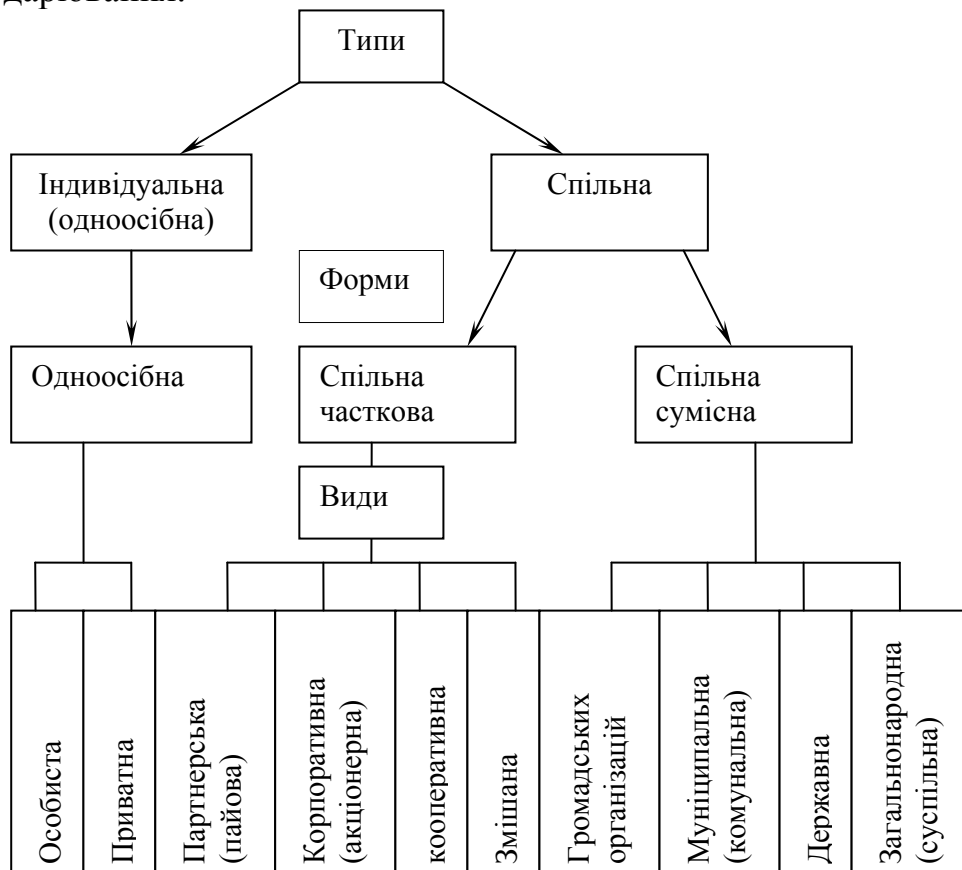 Типи
Індивідуальна
(одноосібна)
Спільна
Форми
Одноосібна
Спільна
часткова
Спільна
сумісна
Види
Особиста
Приватна
Партнерська
(пайова)
Корпоративна
(акціонерна)
кооперативна
Змішана
Громадських
організацій
Муніципальна
(комунальна)
Державна
Загальнонародна
(суспільна)